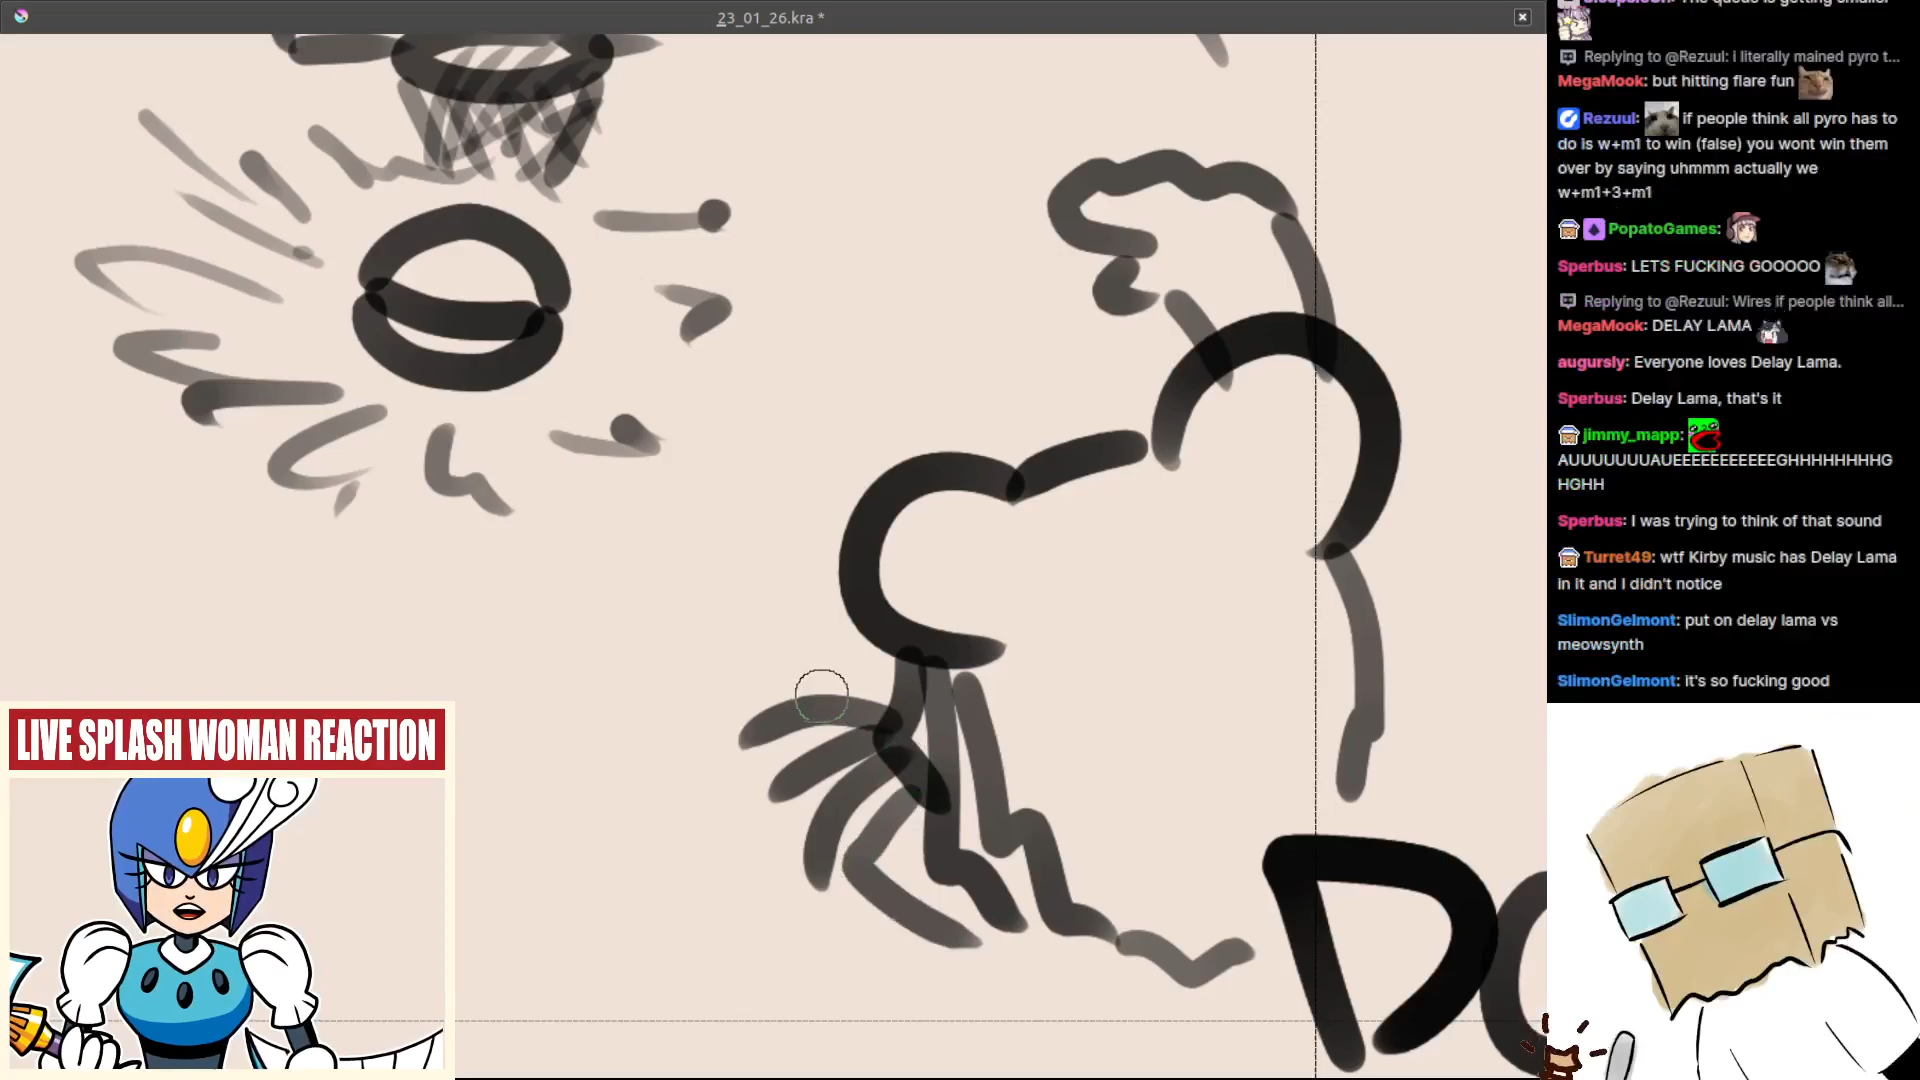 23_01_26.kra *
Replying to @Rezuul: i literally mained pyro t...
MegaMook: but hitting flare fun
Rezuul: if people think all pyro has to
do is w+m1 to win (false) you wont win them
over by saying uhmmm actually we
w+m1+3+m1
PopatoGames:
Sperbus: LETS FUCKING GOOOOO
Replying to @Rezuul: Wires if people think all...
MegaMook: DELAY LAMA
augursly: Everyone loves Delay Lama.
Sperbus: Delay Lama, that's it
jimmy_mapp:
AUUUUUUUAUEEEEEEEEEEEGHHHHHHHHG
HGHH
Sperbus: I was trying to think of that sound
Turret49: wtf Kirby music has Delay Lama
in it and I didn't notice
SlimonGelmont: put on delay lama vs
meowsynth
SlimonGelmont: it's so fucking good
LIVE SPLASH WOMAN REACTION